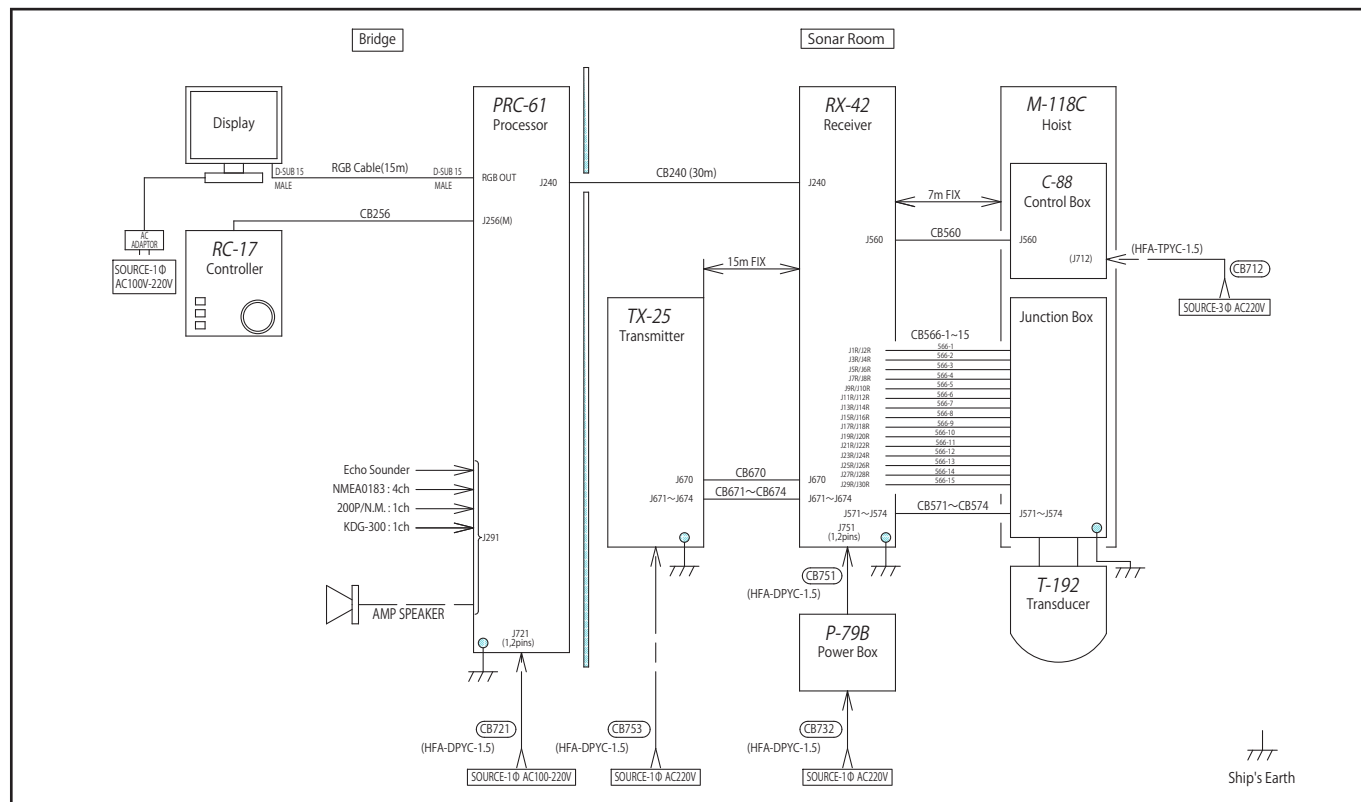 Bridge
Sonar Room
Display
D-SUB 15
MALE
RGB Cable(15m)
D-SUB 15
MALE
AC
ADAPTOR
SOURCE-1Φ
AC100V-220V
CB256
RC-17
Controller
PRC-61
Processor
RGB OUT
J240
J256(M)
Echo Sounder
NMEA0183 : 4ch
200P/N.M. : 1ch
KDG-300 : 1ch
J291
AMP SPEAKER
J721
(1,2pins)
CB721
(HFA-DPYC-1.5)
SOURCE-1Φ AC100-220V
CB240 (30m)
15m FIX
TX-25
Transmitter
J670
J671～J674
CB670
CB671～CB674
CB753
(HFA-DPYC-1.5)
SOURCE-1Φ AC220V
RX-42
Receiver
J240
J560
J1R/J2R
J3R/J4R
J5R/J6R
J7R/J8R
J9R/J10R
J11R/J12R
J13R/J14R
J15R/J16R
J17R/J18R
J19R/J20R
J21R/J22R
J23R/J24R
J25R/J26R
J27R/J28R
J29R/J30R
J670
J671～J674
J571～J574
J751
(1,2pins)
CB751
(HFA-DPYC-1.5)
P-79B
Power Box
CB732
(HFA-DPYC-1.5)
SOURCE-1Φ AC220V
7m FIX
CB560
CB566-1~15
566-1
566-2
566-3
566-4
566-5
566-6
566-7
566-8
566-9
566-10
566-11
566-12
566-13
566-14
566-15
CB571～CB574
M-118C
Hoist
C-88
Control Box
J560
(J712)
(HFA-TPYC-1.5)
CB712
SOURCE-3Φ AC220V
Junction Box
J571～J574
T-192
Transducer
Ship's Earth